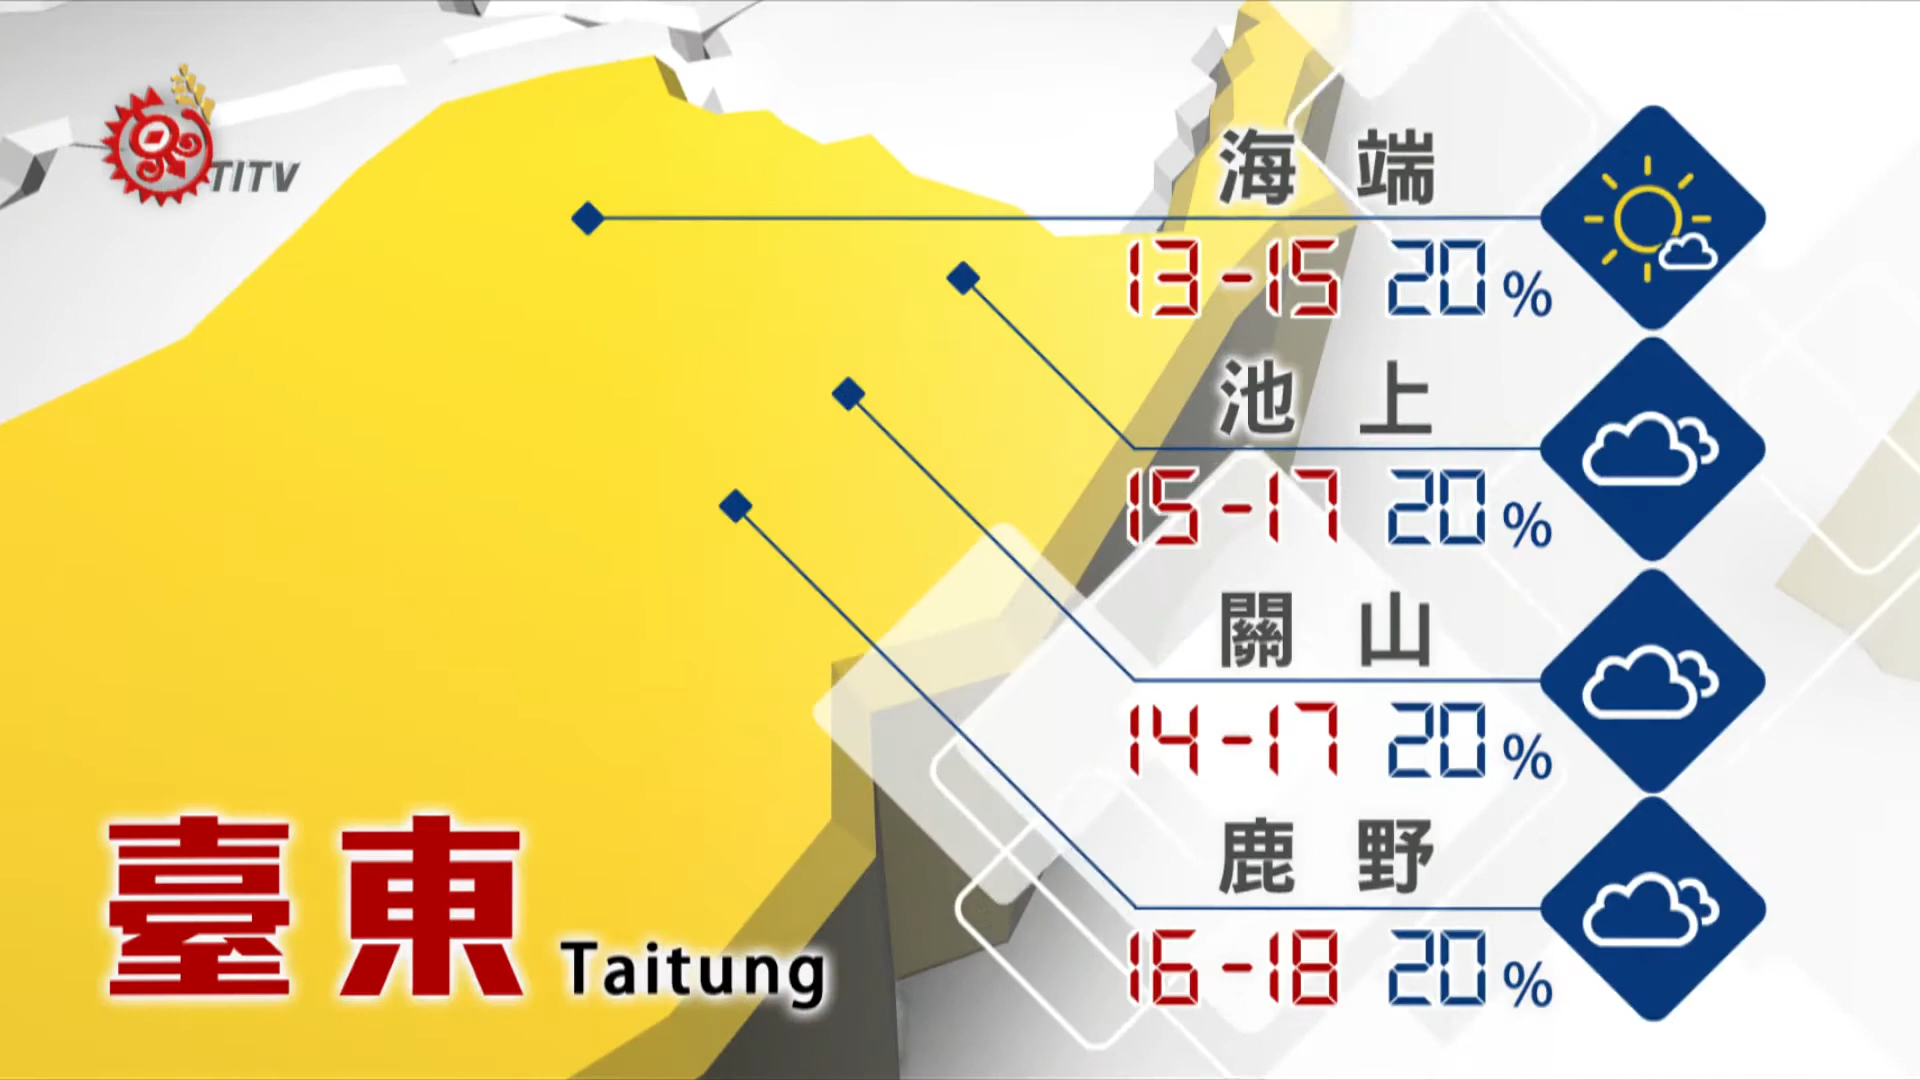 TITV
海端
13-15 20%
池上
15-17 20%
關山
14-17 20%
鹿野
16-18 20%
臺東 Taitung